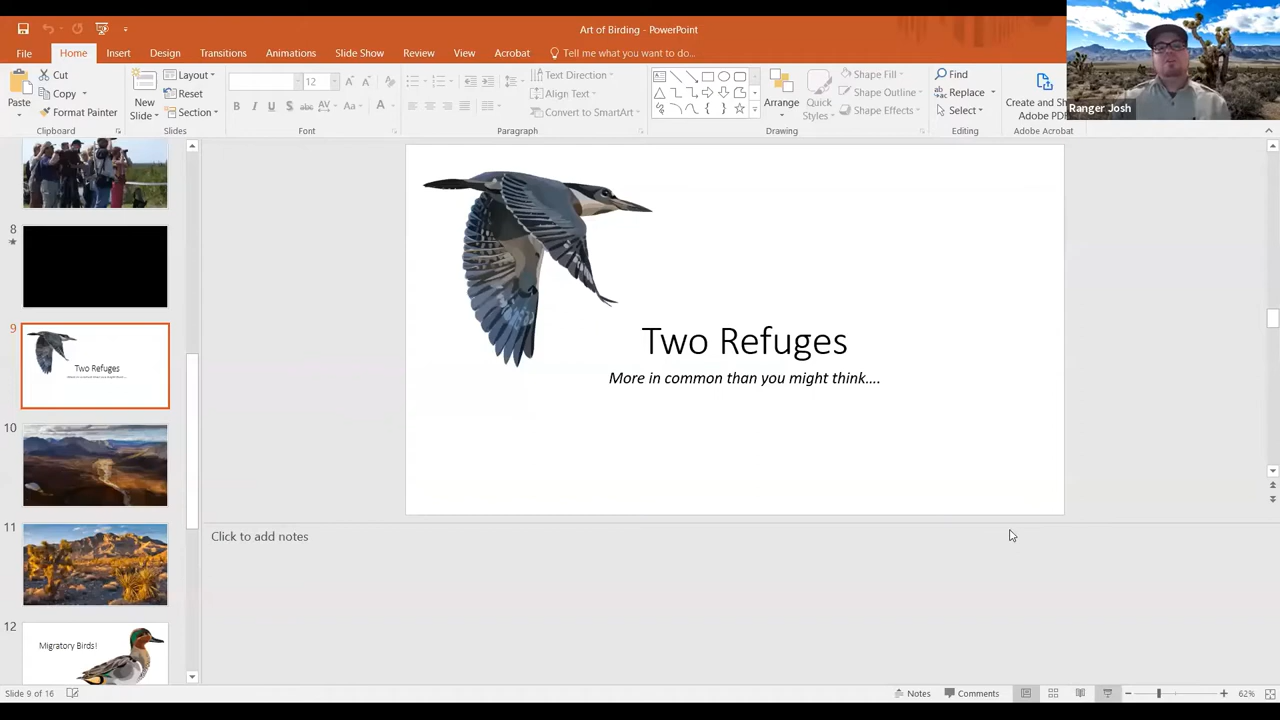 Art of Birding - PowerPoint
File Home Insert Design Transitions Animations Slide Show Review View Acrobat Tell me what you want to do...
Ranger Josh
Paste
Cut
Copy
Format Painter
Clipboard
New
Slide
Layout
Reset
Section
Slides
12
B I U S abc AV Aa A
Font
Text Direction
Align Text
Convert to SmartArt
Paragraph
Arrange
Quick
Styles
Shape Fill
Shape Outline
Shape Effects
Drawing
Find
Replace
Select
Editing
Create and Sh
Adobe PDF
Adobe Acrobat
8
9
Two Refuges
10
11
12
Migratory Birds!
Two Refuges
More in common than you might think....
Click to add notes
Slide 9 of 16
Notes
Comments
62%